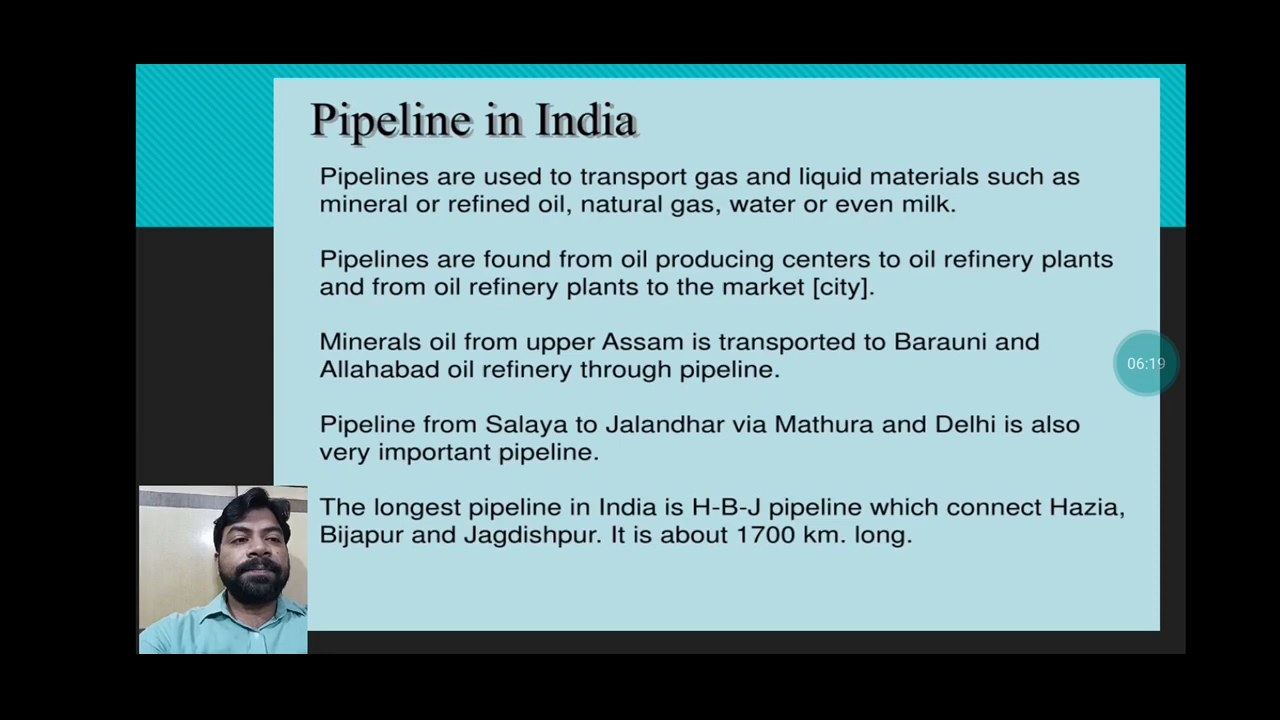 Pipeline in India
Pipelines are used to transport gas and liquid materials such as
mineral or refined oil, natural gas, water or even milk.
Pipelines are found from oil producing centers to oil refinery plants
and from oil refinery plants to the market [city].
Minerals oil from upper Assam is transported to Barauni and
Allahabad oil refinery through pipeline.
06:19
Pipeline from Salaya to Jalandhar via Mathura and Delhi is also
very important pipeline.
The longest pipeline in India is H-B-J pipeline which connect Hazia,
Bijapur and Jagdishpur. It is about 1700 km. long.